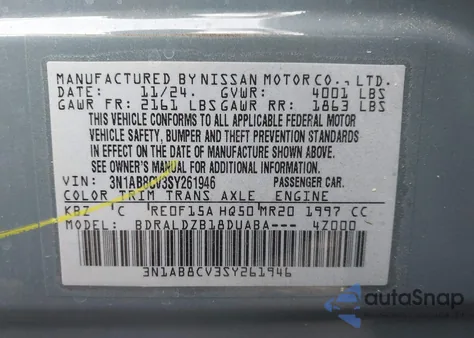 MANUFACTURED BY NISSAN MOTOR CO., LTD.
DATE: 11/24. GVWR: 4001 LBS
GAWR FR: 2161 LBS GAWR RR: 1863 LBS
THIS VEHICLE CONFORMS TO ALL APPLICABLE FEDERAL MOTOR
VEHICLE SAFETY, BUMPER AND THEFT PREVENTION STANDARDS
IN EFFECT ON THE DATE OF MANUFACTURE SHOWN ABOVE.
SEE OWNER'S MANUAL FOR ADDITIONAL INFORMATION.
VIN: 3N1AB8CV3SY261946 PASSENGER CAR.
COLOR TRIM TRANS AXLE ENGINE
KBZ C RE0F15A HQ50 MR20 1997 CC
MODEL: BDRALDZB18DUABA--- 4Z000
3N1AB8CV3SY261946
autoSnap